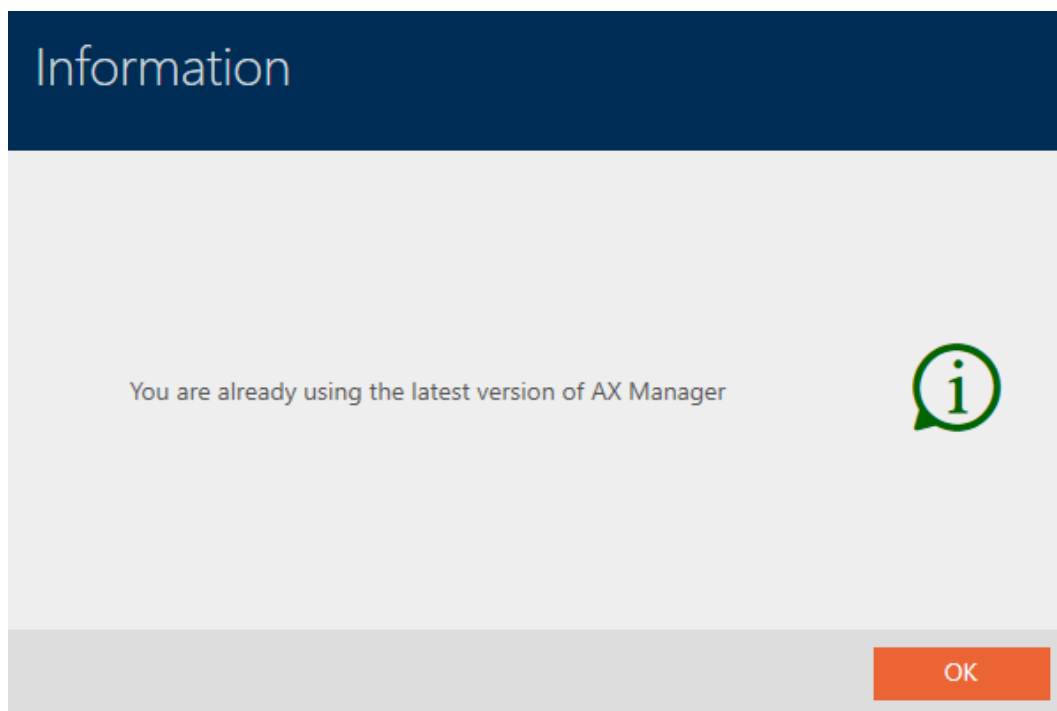 Information
You are already using the latest version of AX Manager
i
OK